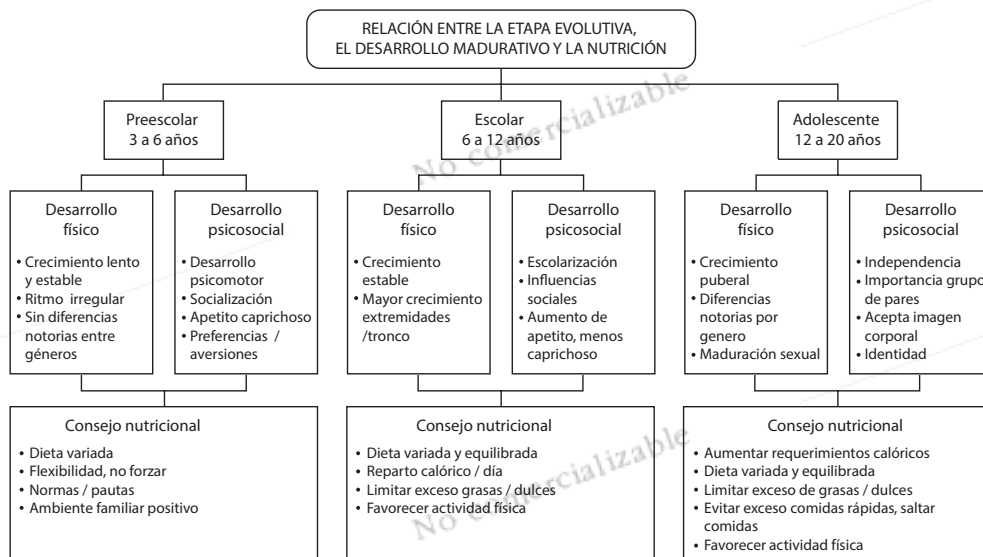 RELACIÓN ENTRE LA ETAPA EVOLUTIVA,
EL DESARROLLO MADURATIVO Y LA NUTRICIÓN
Preescolar
3 a 6 años
Escolar
6 a 12 años
Adolescente
12 a 20 años
Desarrollo
físico
• Crecimiento lento
y estable
• Ritmo irregular
• Sin diferencias
notorias entre
géneros
Desarrollo
psicosocial
• Desarrollo
psicomotor
• Socialización
• Apetito caprichoso
• Preferencias /
aversiones
Desarrollo
físico
• Crecimiento
estable
• Mayor crecimiento
extremidades
/tronco
Desarrollo
psicosocial
• Escolarización
• Influencias
sociales
• Aumento de
apetito, menos
caprichoso
Desarrollo
físico
• Crecimiento
puberal
• Diferencias
notorias por
genero
• Maduración sexual
Desarrollo
psicosocial
• Independencia
• Importancia grupo
de pares
• Acepta imagen
corporal
• Identidad
Consejo nutricional
• Dieta variada
• Flexibilidad, no forzar
• Normas / pautas
• Ambiente familiar positivo
Consejo nutricional
• Dieta variada y equilibrada
• Reparto calórico / día
• Limitar exceso grasas / dulces
• Favorecer actividad física
Consejo nutricional
• Aumentar requerimientos calóricos
• Dieta variada y equilibrada
• Limitar exceso de grasas / dulces
• Evitar exceso comidas rápidas, saltar
comidas
• Favorecer actividad física
No comercializable
No comercializable